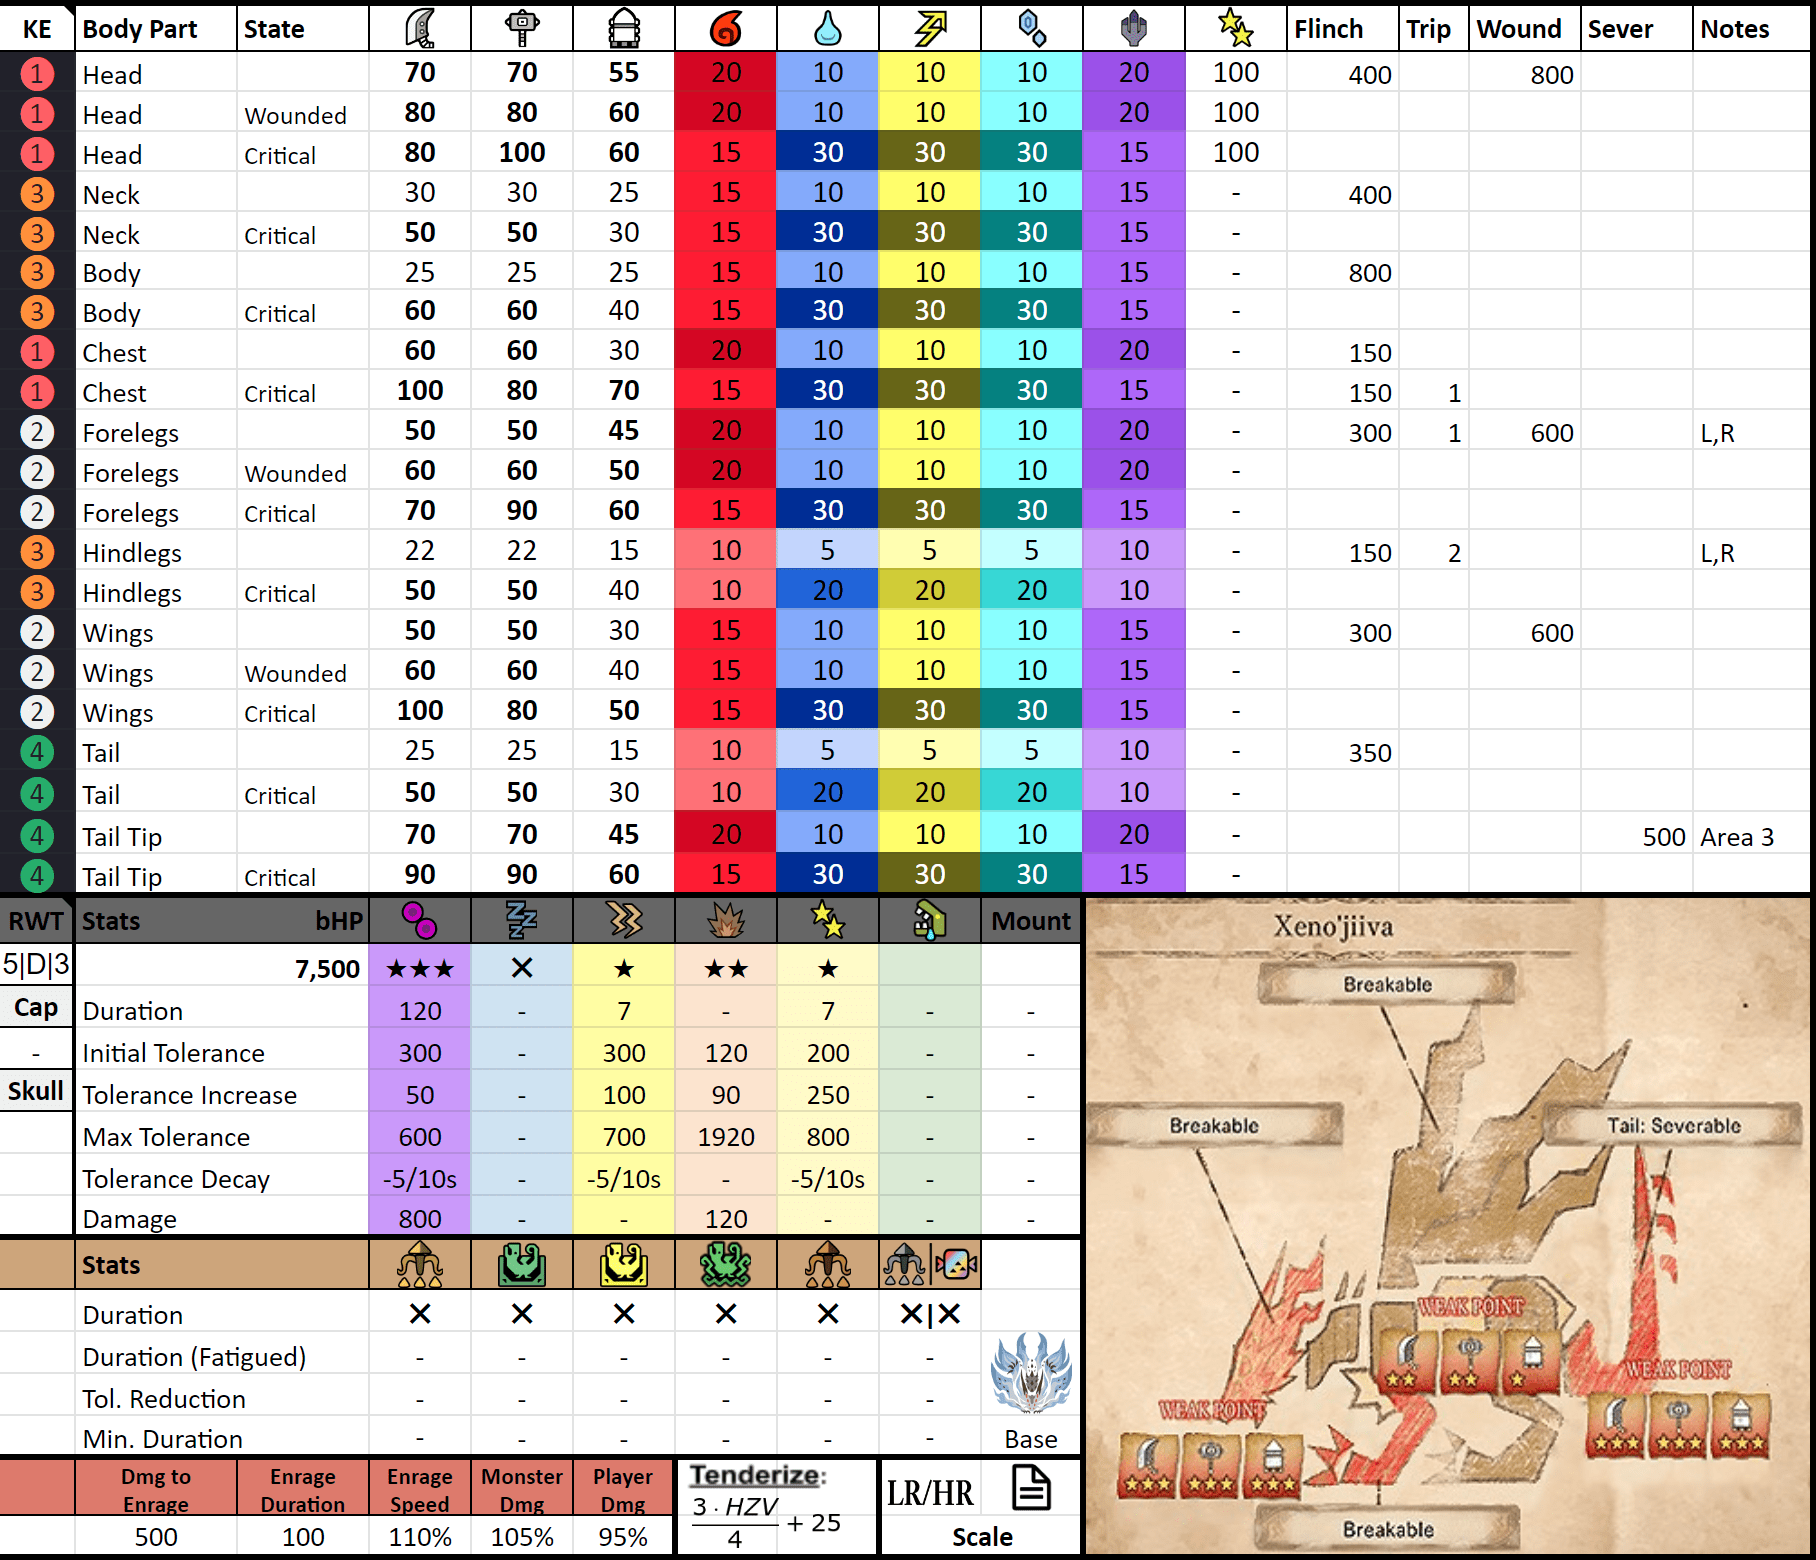 KE Body Part State Flinch Trip Wound Sever Notes
1 Head 70 70 55 20 10 10 10 20 100 400 800
1 Head Wounded 80 80 60 20 10 10 10 20 100
1 Head Critical 80 100 60 15 30 30 30 15 100
3 Neck 30 30 25 15 10 10 10 15 - 400
3 Neck Critical 50 50 30 15 30 30 30 15 -
3 Body 25 25 25 15 10 10 10 15 - 800
3 Body Critical 60 60 40 15 30 30 30 15 -
1 Chest 60 60 30 20 10 10 10 20 - 150
1 Chest Critical 100 80 70 15 30 30 30 15 - 150 1
2 Forelegs 50 50 45 20 10 10 10 20 - 300 1 600 L,R
2 Forelegs Wounded 60 60 50 20 10 10 10 20 -
2 Forelegs Critical 70 90 60 15 30 30 30 15 -
3 Hindlegs 22 22 15 10 5 5 5 10 - 150 2 L,R
3 Hindlegs Critical 50 50 40 10 20 20 20 10 -
2 Wings 50 50 30 15 10 10 10 15 - 300 600
2 Wings Wounded 60 60 40 15 10 10 10 15 -
2 Wings Critical 100 80 50 15 30 30 30 15 -
4 Tail 25 25 15 10 5 5 5 10 - 350
4 Tail Critical 50 50 30 10 20 20 20 10 -
4 Tail Tip 70 70 45 20 10 10 10 20 - 500 Area 3
4 Tail Tip Critical 90 90 60 15 30 30 30 15 -
RWT Stats bHP Mount
5|D|3 7,500 ★★★ ✕ ★ ★★ ★
Cap Duration 120 - 7 - 7 - -
- Initial Tolerance 300 - 300 120 200 - -
Skull Tolerance Increase 50 - 100 90 250 - -
Max Tolerance 600 - 700 1920 800 - -
Tolerance Decay -5/10s - -5/10s - -5/10s - -
Damage 800 - - 120 - - -
Stats
Duration ✕ ✕ ✕ ✕ ✕ ✕|✕
Duration (Fatigued) - - - - - -
Tol. Reduction - - - - - -
Min. Duration - - - - - - Base
Dmg to Enrage Enrage Duration Enrage Speed Monster Dmg Player Dmg
500 100 110% 105% 95%
Tenderize:
3 · HZV
4
+ 25
LR/HR
Scale
Xeno'jiiva
Breakable
Breakable
Tail: Severable
WEAK POINT
★★ ★★ ★
WEAK POINT
★★★ ★★★ ★★★
WEAK POINT
★★★ ★★★ ★★★
Breakable